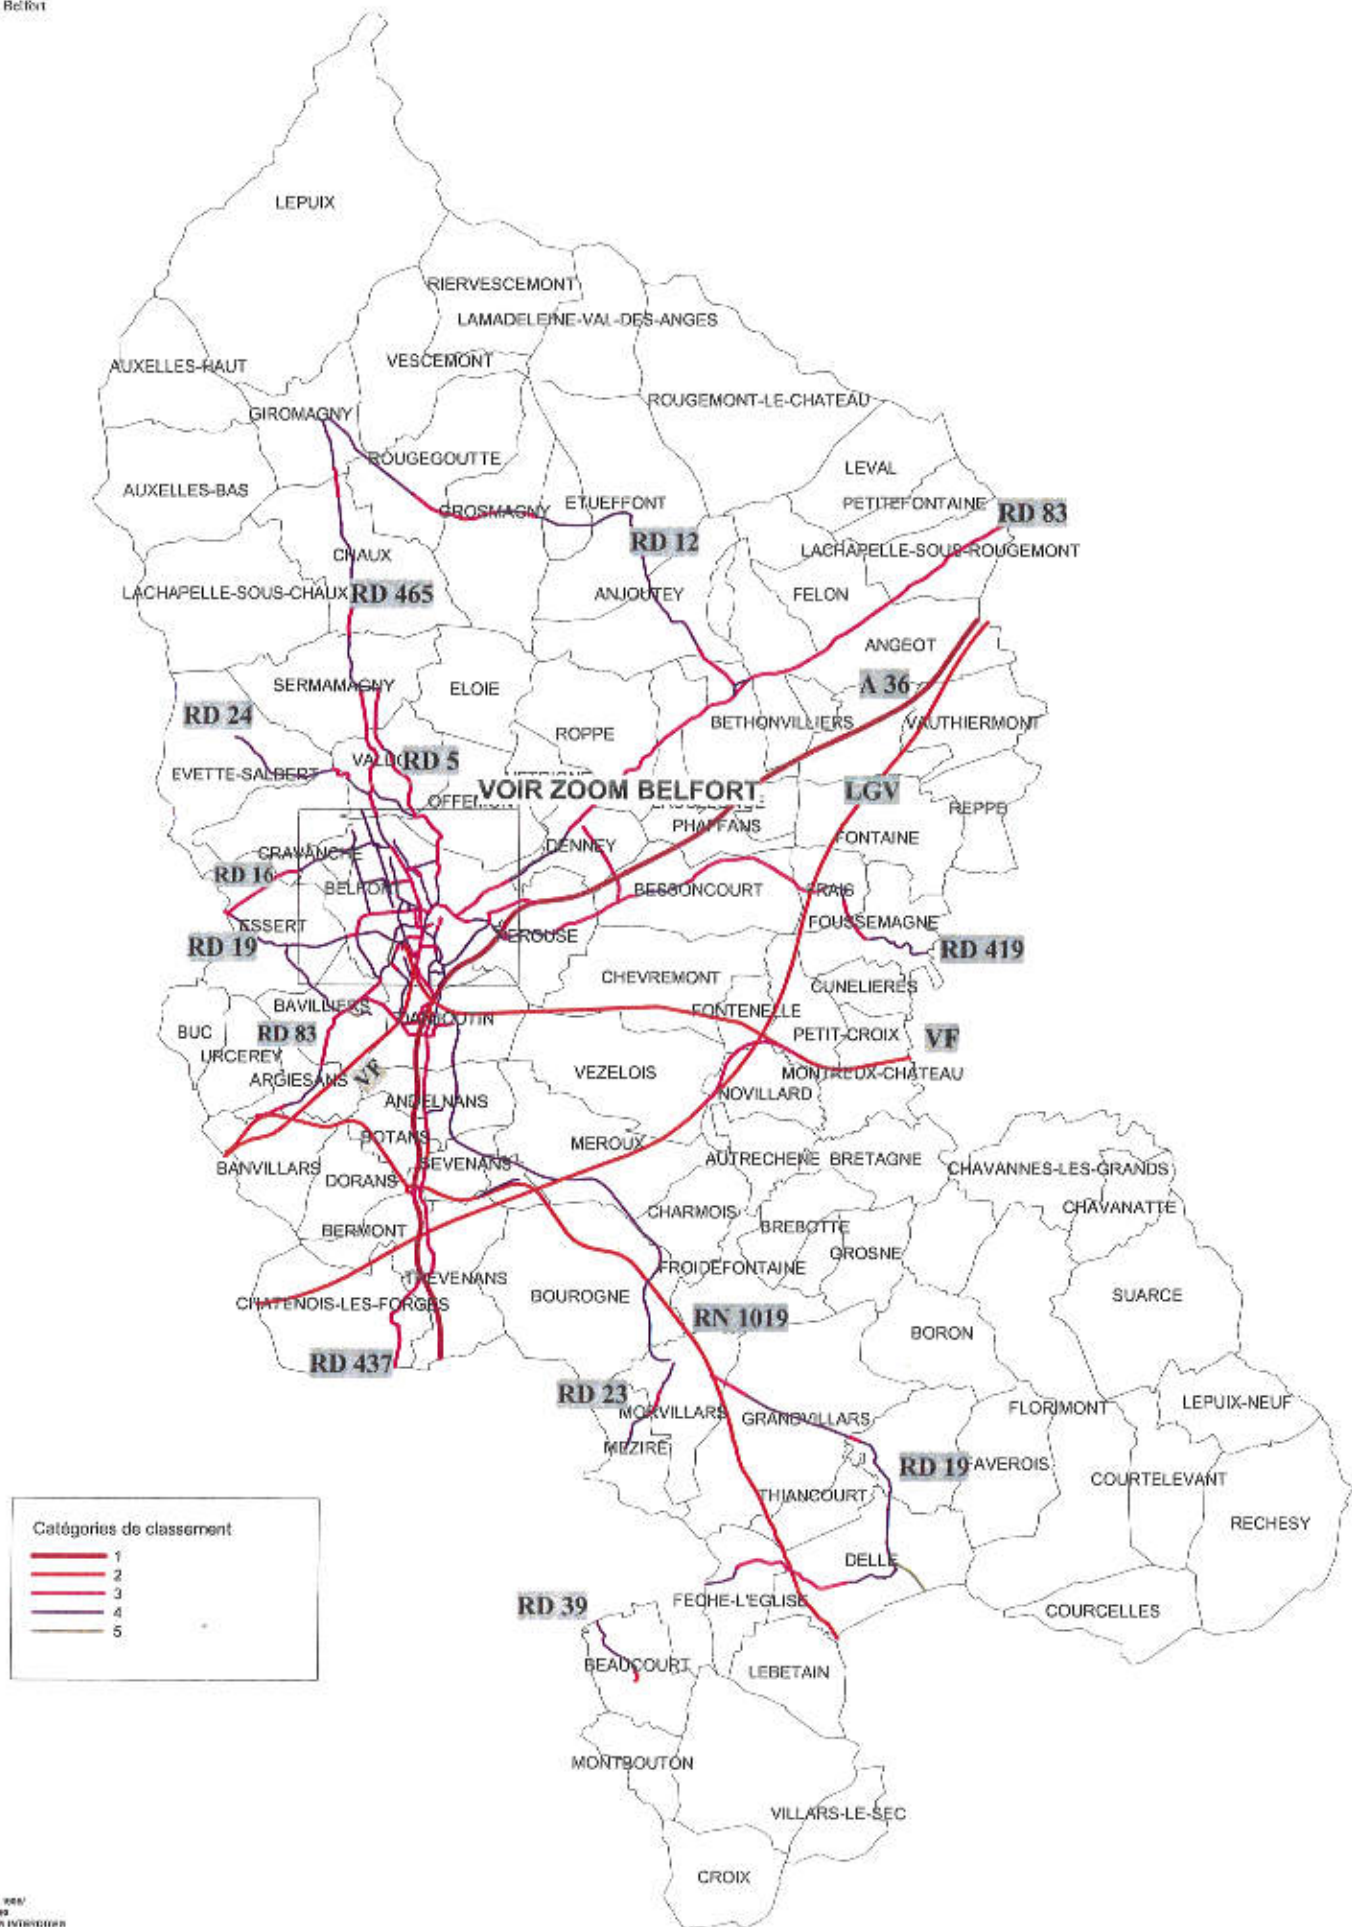 Belfort
LEPUIX
RIERVESCEMONT
LAMADELEINE-VAL-DES-ANGES
AUXELLES-HAUT
VESCEMONT
ROUGEMONT-LE-CHATEAU
GIROMAGNY
ROUGEGOUTTE
LEVAL
AUXELLES-BAS
ETUEFFONT
PETITEFONTAINE
RD 83
GROSMAGNY
RD 12
LACHAPELLE-SOUS-ROUGEMONT
CHAUX
LACHAPELLE-SOUS-CHAUX
RD 465
ANJOUTEY
FELON
ANGEOT
SERMAMAGNY
ELOIE
A 36
RD 24
ROPPE
BETHONVILLIERS
VAUTHIERMONT
VALDOIE
RD 5
EVETTE-SALBERT
VOIR ZOOM BELFORT
LGV
OFFEMONT
REPPE
PHAFFANS
FONTAINE
DENNEY
CRAVANCHE
RD 16
BELFORT
BESSONCOURT
FRAIS
ESSERT
FOUSSEMAGNE
RD 19
PEROUSE
RD 419
CHEVREMONT
CUNELIERES
BAVILLIERS
DANJOUTIN
FONTENELLE
BUC
RD 83
PETIT-CROIX
VF
URCEREY
ARGIESANS
VF
VEZELOIS
MONTREUX-CHATEAU
NOVILLARD
ANDELNANS
BOTANS
MEROUX
SEVENANS
AUTRECHENE
BRETAGNE
BANVILLARS
CHAVANNES-LES-GRANDS
DORANS
CHAVANATTE
CHARMOIS
BERMONT
BREBOTTE
GROSNE
FROIDEFONTAINE
TREVENANS
BOUROGNE
SUARCE
CHATENOIS-LES-FORGES
RN 1019
BORON
RD 437
RD 23
LEPUIX-NEUF
FLORIMONT
MORVILLARS
GRANDVILLARS
MEZIRE
RD 19
FAVEROIS
COURTELEVANT
THIANCOURT
RECHESY
Catégories de classement
1
2
3
4
5
DELLE
FECHE-L'EGLISE
RD 39
COURCELLES
BEAUCOURT
LEBETAIN
MONTBOUTON
VILLARS-LE-SEC
CROIX